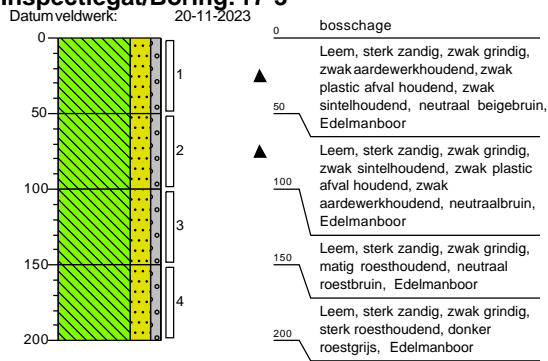 Inspectiegat/Boring: 17-3
Datum veldwerk: 20-11-2023
0
50
100
150
200
1
2
3
4
0 bosschage
Leem, sterk zandig, zwak grindig,
zwak aardewerkhoudend, zwak
plastic afval houdend, zwak
sintelhoudend, neutraal beigebruin,
Edelmanboor
50
Leem, sterk zandig, zwak grindig,
zwak sintelhoudend, zwak plastic
afval houdend, zwak
aardewerkhoudend, neutraalbruin,
Edelmanboor
100
Leem, sterk zandig, zwak grindig,
matig roesthoudend, neutraal
roestbruin, Edelmanboor
150
Leem, sterk zandig, zwak grindig,
sterk roesthoudend, donker
roestgrijs, Edelmanboor
200